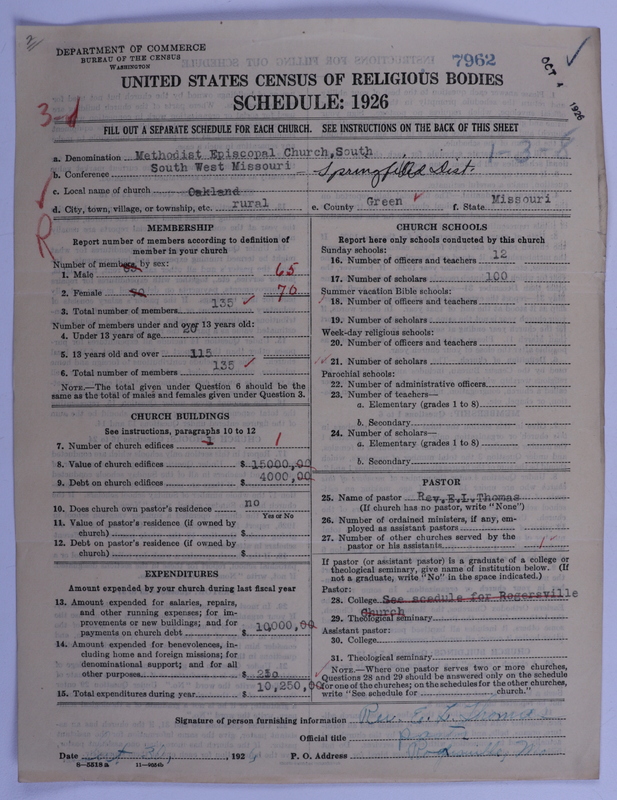 DEPARTMENT OF COMMERCE
BUREAU OF THE CENSUS
WASHINGTON
7962
OCT 1926
UNITED STATES CENSUS OF RELIGIOUS BODIES
SCHEDULE: 1926
3-1
FILL OUT A SEPARATE SCHEDULE FOR EACH CHURCH. SEE INSTRUCTIONS ON THE BACK OF THIS SHEET
1-3-8
a. Denomination Methodist Episcopal Church, South
b. Conference South West Missouri Springfield Dist.
c. Local name of church Oakland
d. City, town, village, or township, etc. rural e. County Green f. State Missouri
R
MEMBERSHIP
Report number of members according to definition of
member in your church
Number of members by sex:
1. Male 65
2. Female 70
3. Total number of members 135
Number of members under and over 13 years old:
4. Under 13 years of age 20
5. 13 years old and over 115
6. Total number of members 135
NOTE.—The total given under Question 6 should be the
same as the total of males and females given under Question 3.
CHURCH BUILDINGS
See instructions, paragraphs 10 to 12
7. Number of church edifices 1 1
8. Value of church edifices $ 15000,00
9. Debt on church edifices $ 4000,00
10. Does church own pastor's residence no
Yes or No
11. Value of pastor's residence (if owned by
church) $
12. Debt on pastor's residence (if owned by
church) $
EXPENDITURES
Amount expended by your church during last fiscal year
13. Amount expended for salaries, repairs,
and other running expenses; for im-
provements or new buildings; and for
payments on church debt $ 10,000,00
14. Amount expended for benevolences, in-
cluding home and foreign missions; for
denominational support; and for all
other purposes $ 250
15. Total expenditures during year $ 10,250,00
CHURCH SCHOOLS
Report here only schools conducted by this church
Sunday schools:
16. Number of officers and teachers 12
17. Number of scholars 100
Summer vacation Bible schools:
18. Number of officers and teachers
19. Number of scholars
Week-day religious schools:
20. Number of officers and teachers
21. Number of scholars
Parochial schools:
22. Number of administrative officers
23. Number of teachers—
a. Elementary (grades 1 to 8)
b. Secondary
24. Number of scholars—
a. Elementary (grades 1 to 8)
b. Secondary
PASTOR
25. Name of pastor Rev.E.L.Thomas
(If church has no pastor, write "None")
26. Number of ordained ministers, if any, em-
ployed as assistant pastors
27. Number of other churches served by the
pastor or his assistants 1
If pastor (or assistant pastor) is a graduate of a college or
theological seminary, give name of institution below. (If
not a graduate, write "No" in the space indicated.)
Pastor:
28. College See scedule for Rogersville
Church
29. Theological seminary
Assistant pastor:
30. College
31. Theological seminary
NOTE.—Where one pastor serves two or more churches,
Questions 28 and 29 should be answered only on the schedule
for one of the churches; on the schedules for the other churches,
write "See schedule for church."
Signature of person furnishing information Rev. E. L. Thomas
Official title
Date , 192 P. O. Address
8—5518a